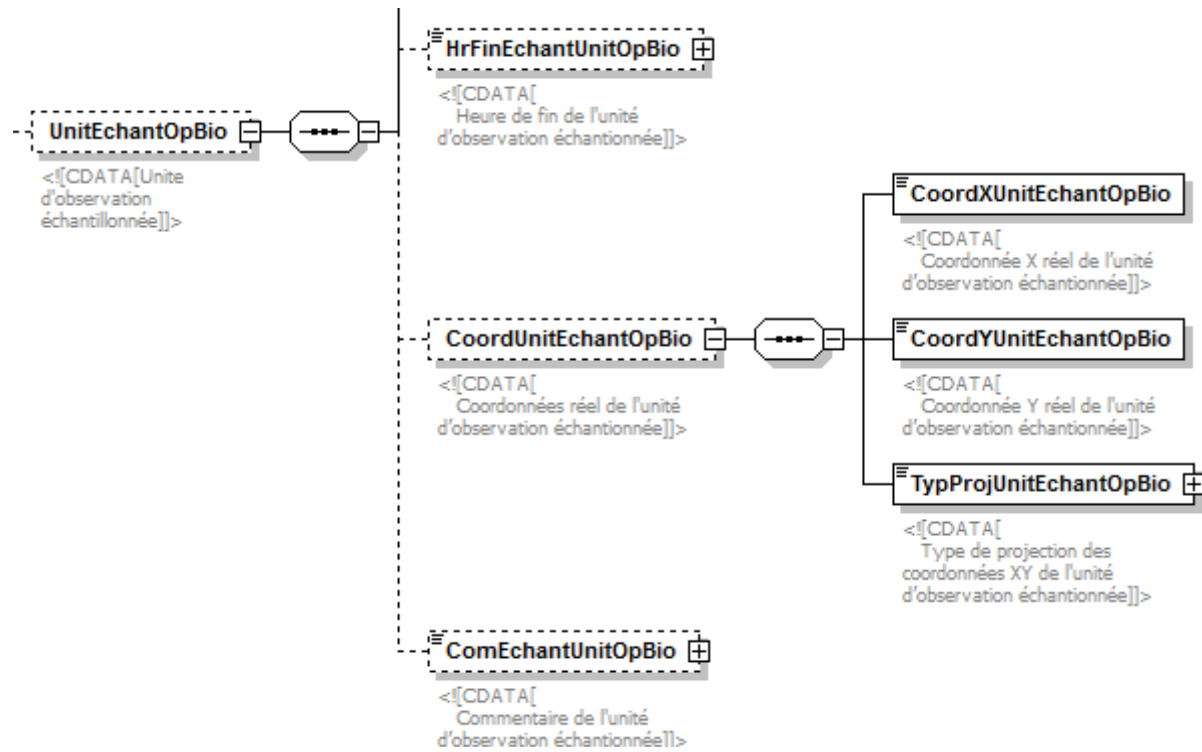 HrFinEchantUnitOpBio
<![CDATA[
Heure de fin de l'unité
d'observation échantionnée]]>
UnitEchantOpBio
<![CDATA[Unite
d'observation
échantillonnée]]>
CoordXUnitEchantOpBio
<![CDATA[
Coordonnée X réel de l'unité
d'observation échantionnée]]>
CoordUnitEchantOpBio
<![CDATA[
Coordonnées réel de l'unité
d'observation échantionnée]]>
CoordYUnitEchantOpBio
<![CDATA[
Coordonnée Y réel de l'unité
d'observation échantionnée]]>
TypProjUnitEchantOpBio
<![CDATA[
Type de projection des
coordonnées XY de l'unité
d'observation échantionnée]]>
ComEchantUnitOpBio
<![CDATA[
Commentaire de l'unité
d'observation échantionnée]]>